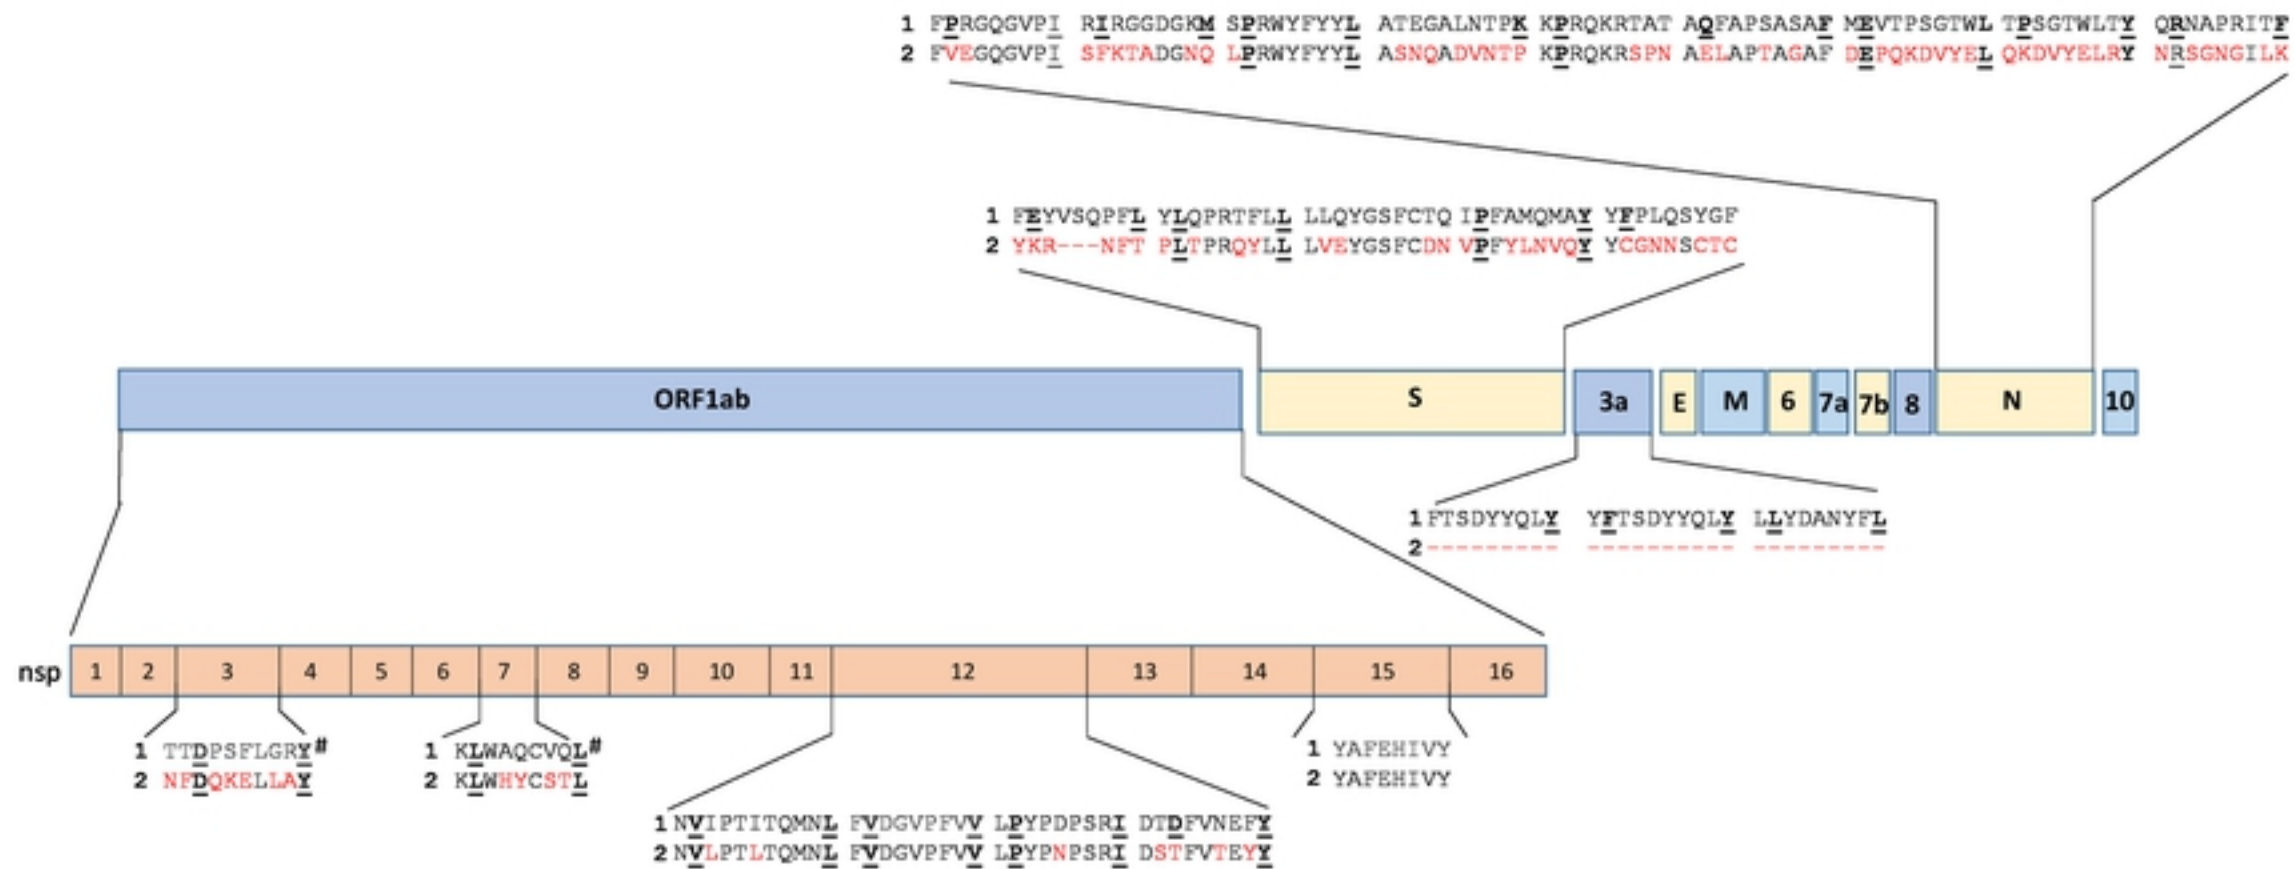 1 FPRGQGVPI RIRGGDGKM SPRWYFYYL ATEGALNTPK KPRQKRTAT AQFAPSASAF MEVTPSGTWL TPSGTWLTY QRNAPRITF
2 FVEGQGVPI SFKTADGNQ LPRWYFYYL ASNQADVNTP KPRQKRSPN AELAPTAGAF DEPQKDVYEL QKDVYELRY NRSGNGILK
1 FEYVSQPFL YLQPRTFLL LLQYGSFCTQ IPFAMQMAY YFPLQSYGF
2 YKR---NFT PLTPRQYLL LVEYGSFCDN VPFYLNVQY YCGNNSCTC
ORF1ab S 3a E M 6 7a 7b 8 N 10
1 FTSDYYQLY YFTSDYYQLY LLYDANYFL
2 --------- ---------- ---------
nsp 1 2 3 4 5 6 7 8 9 10 11 12 13 14 15 16
1 TTDPSFLGRY# 1 KLWAQCVQL# 1 YAFEHIVY
2 NFDQKELLAY 2 KLWHYCSTL 2 YAFEHIVY
1 NVIPTITQMNL FVDGVPFVV LPYPDPSRI DTDFVNEFY
2 NVLPTLTQMNL FVDGVPFVV LPYPNPSRI DSTFVTEYY